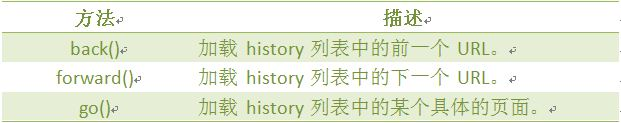 方法 描述
back() 加载 history 列表中的前一个 URL。
forward() 加载 history 列表中的下一个 URL。
go() 加载 history 列表中的某个具体的页面。